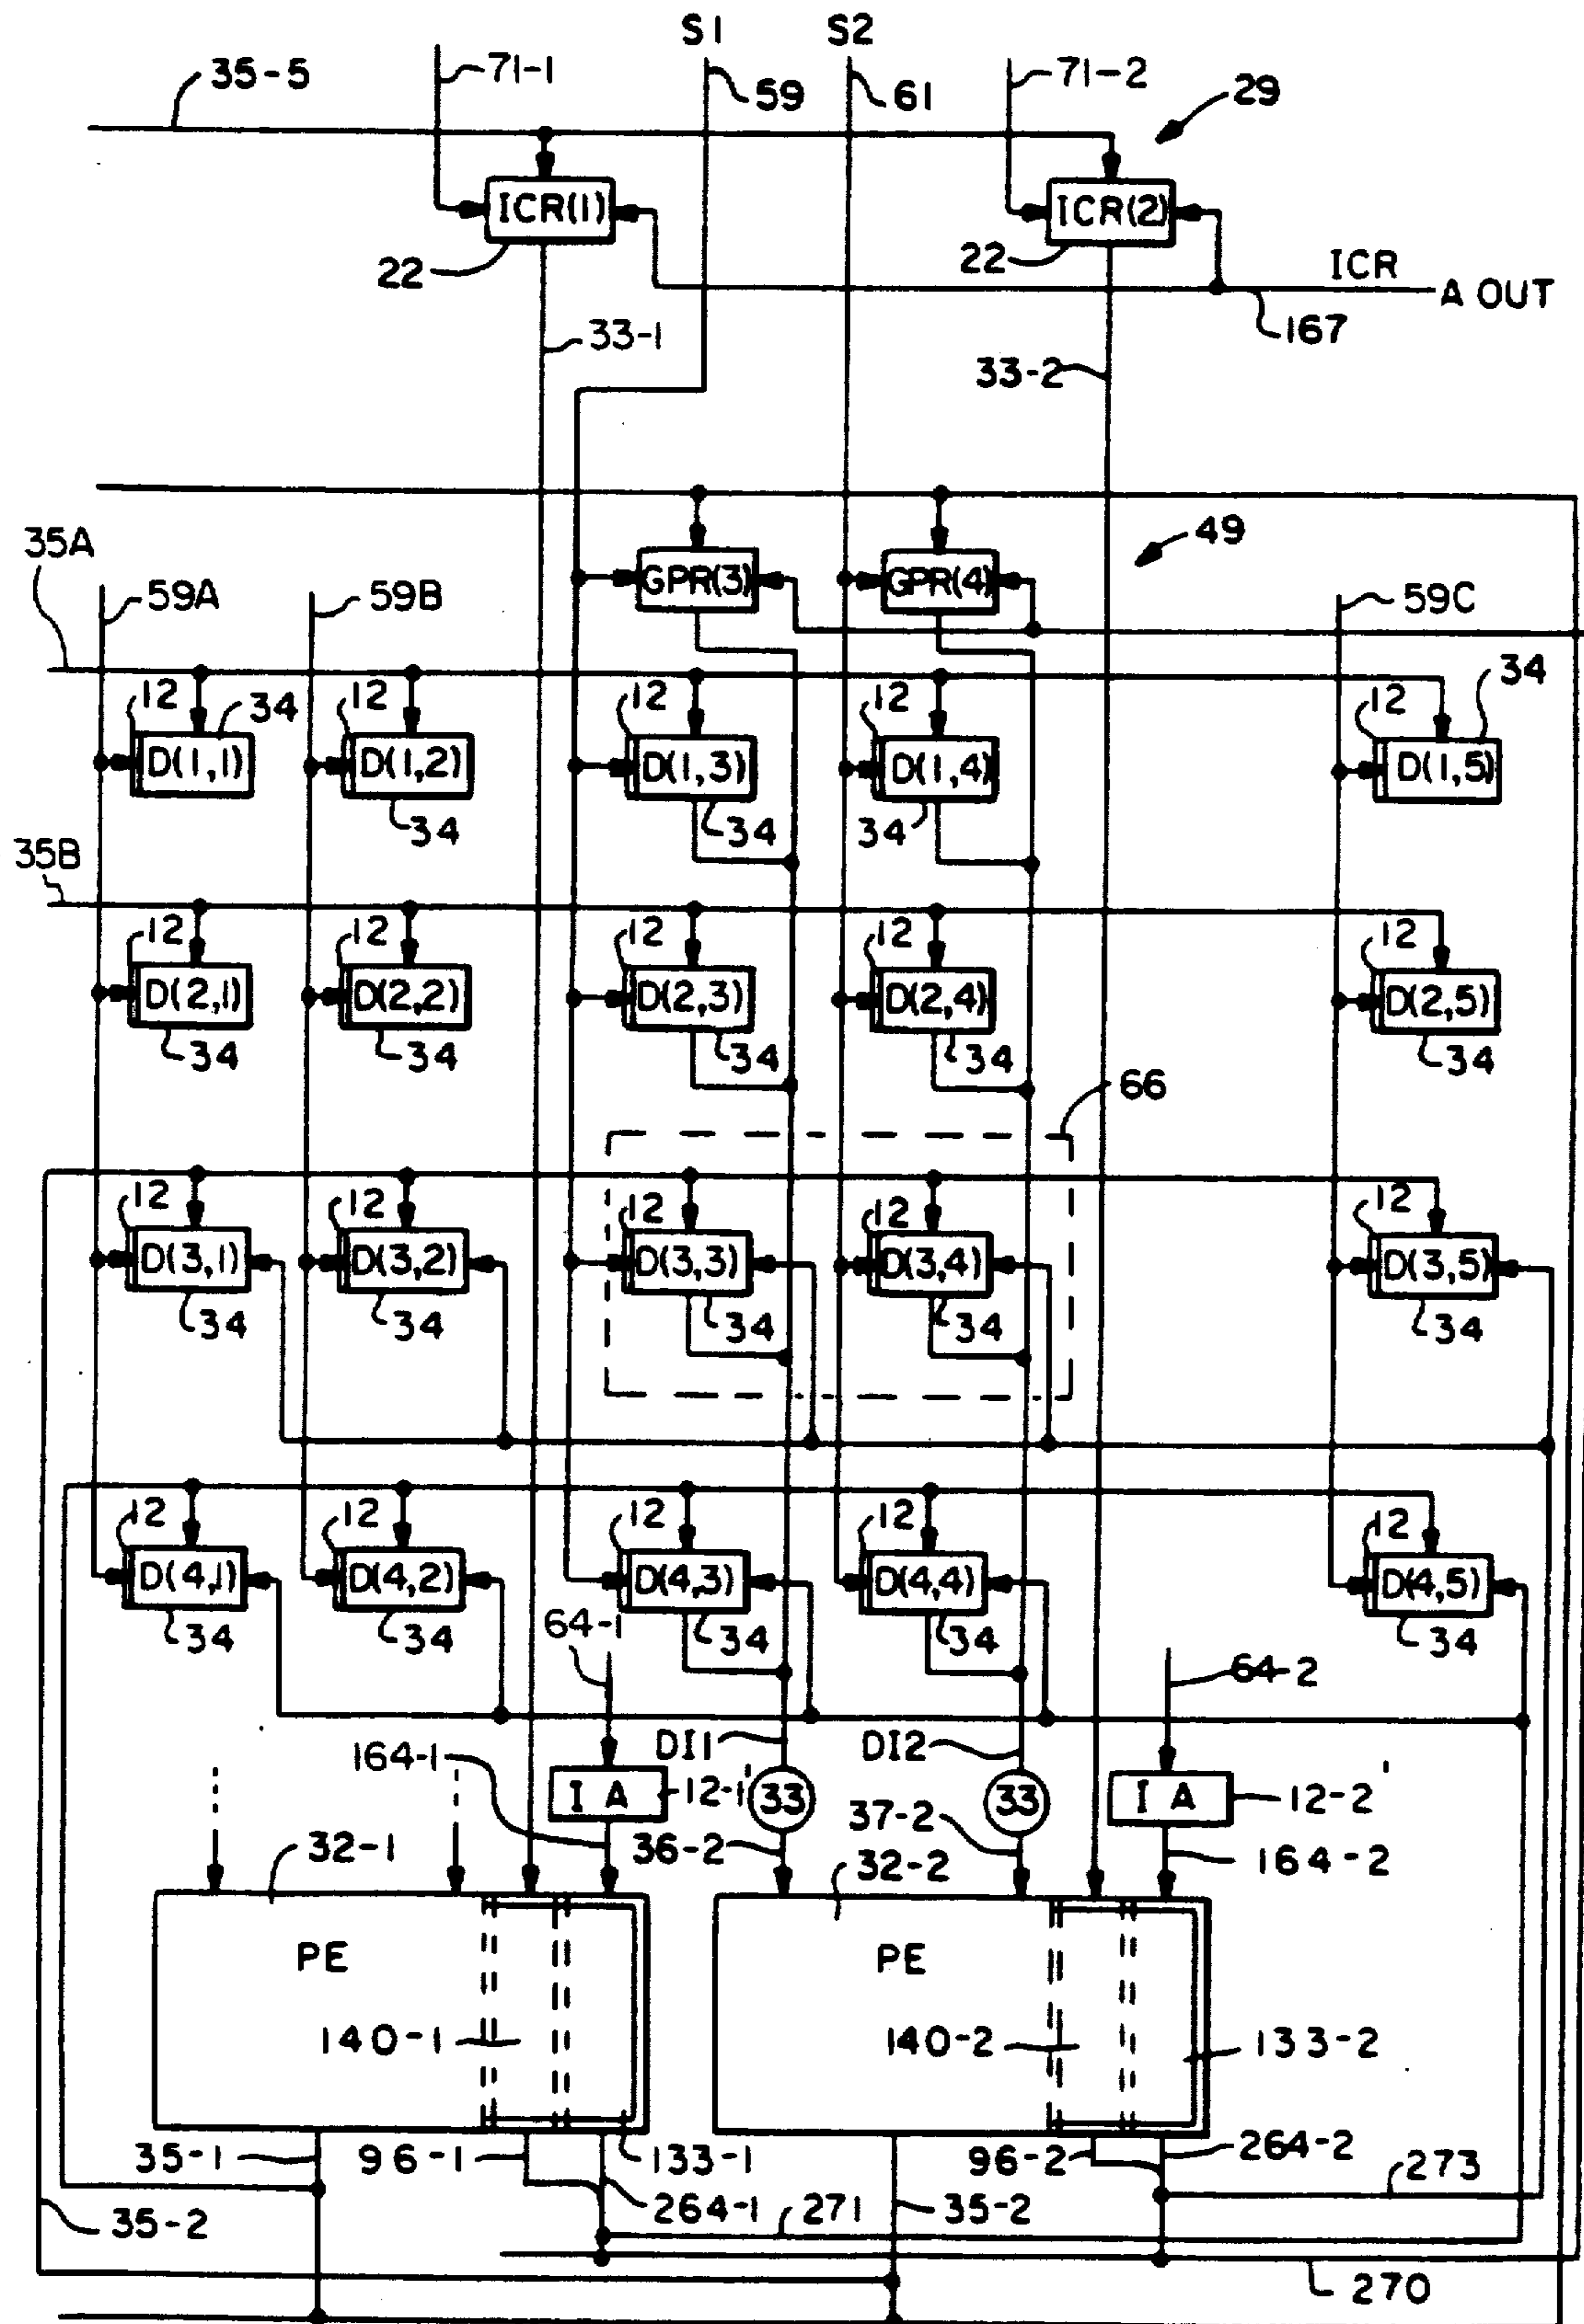 S1 S2
35-5 71-1 59 61 71-2 29
ICR(1) ICR(2)
22 22 ICR
A OUT
33-1 167
33-2
35A 49
59A 59B GPR(3) GPR(4) 59C
12 34 12 12 12 12 34
D(1,1) D(1,2) D(1,3) D(1,4) D(1,5)
34 34 34
35B
12 12 12 12 12
D(2,1) D(2,2) D(2,3) D(2,4) D(2,5)
34 34 34 34 34
66
12 12 12 12 12
D(3,1) D(3,2) D(3,3) D(3,4) D(3,5)
34 34 34 34 34
12 12 12 12 12
D(4,1) D(4,2) D(4,3) D(4,4) D(4,5)
34 34 34 34 34
64-1 64-2
164-1 DI1 DI2
I A 12-1' 33 33 I A 12-2'
32-1 36-2 37-2 164-2
32-2
PE PE
140-1 140-2 133-2
35-1 96-1 133-1 96-2 264-2
35-2 264-1 271 35-2 273
270